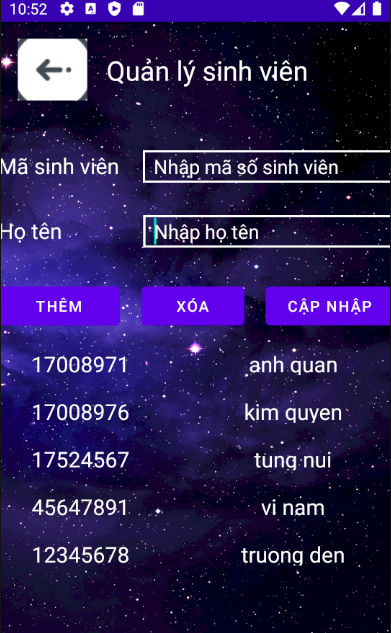 10:52
Quản lý sinh viên
Mã sinh viên Nhập mã số sinh viên
Họ tên Nhập họ tên
THÊM XÓA CẬP NHẬP
17008971 anh quan
17008976 kim quyen
17524567 tung nui
45647891 vi nam
12345678 truong den